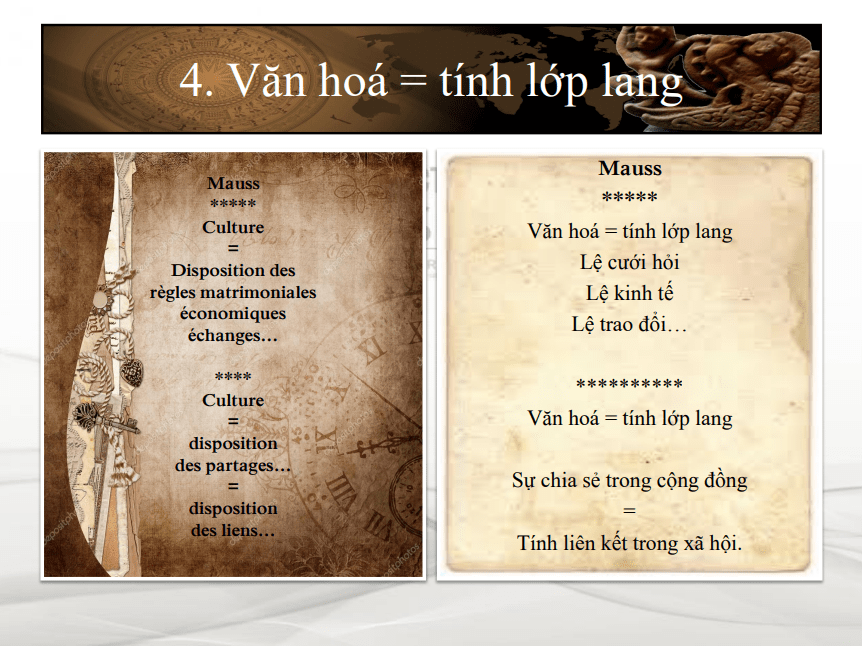 4. Văn hoá = tính lớp lang
Mauss
*****
Culture
=
Disposition des
règles matrimoniales
économiques
échanges…
****
Culture
=
disposition
des partages…
=
disposition
des liens…
Mauss
*****
Văn hoá = tính lớp lang
Lệ cưới hỏi
Lệ kinh tế
Lệ trao đổi…
**********
Văn hoá = tính lớp lang
Sự chia sẻ trong cộng đồng
=
Tính liên kết trong xã hội.